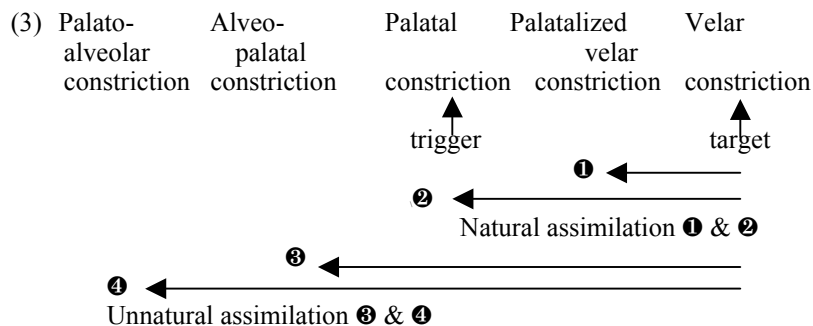 (3) Palato- Alveo- Palatal Palatalized Velar
alveolar palatal velar
constriction constriction constriction constriction constriction
trigger target
❶
❷
Natural assimilation ❶ & ❷
❸
❹
Unnatural assimilation ❸ & ❹